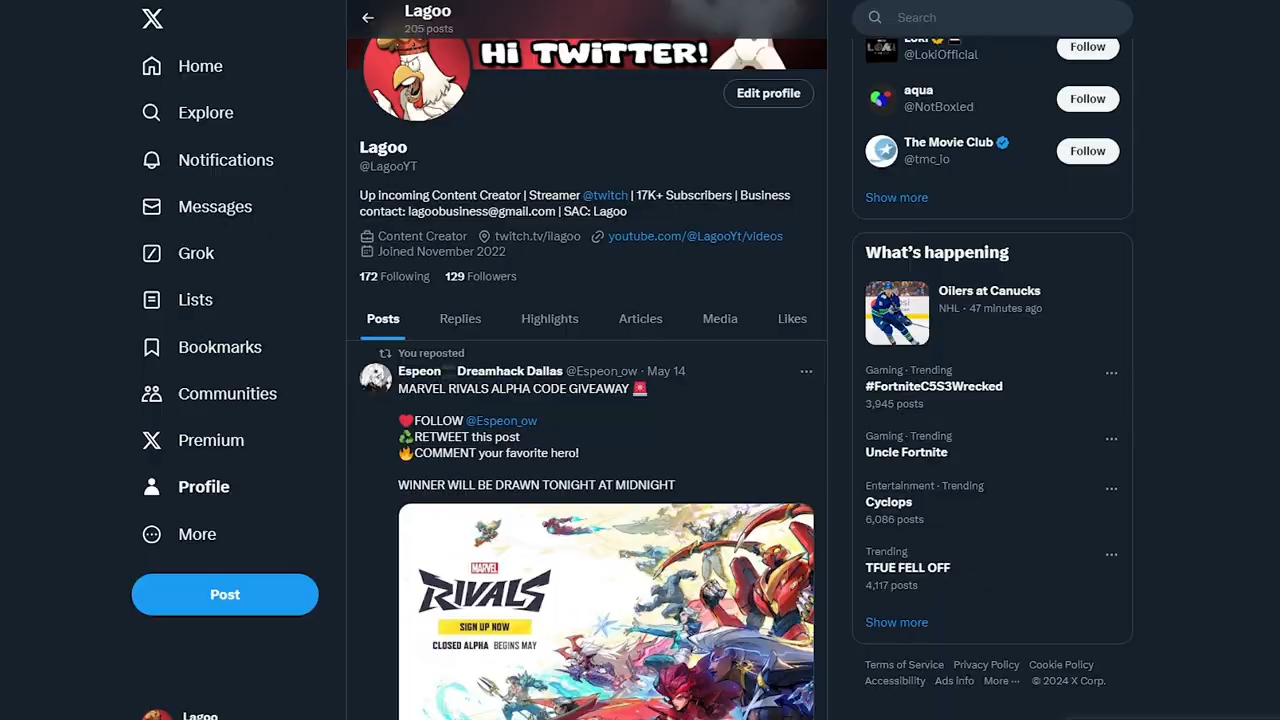 Home
Explore
Notifications
Messages
Grok
Lists
Bookmarks
Communities
Premium
Profile
More
Post
Lagoo
Lagoo
205 posts
HI TWITTER!
Edit profile
Lagoo
@LagooYT
Up incoming Content Creator | Streamer @twitch | 17K+ Subscribers | Business
contact: lagoobusiness@gmail.com | SAC: Lagoo
Content Creator twitch.tv/ilagoo youtube.com/@LagooYt/videos
Joined November 2022
172 Following 129 Followers
Posts Replies Highlights Articles Media Likes
You reposted
Espeon Dreamhack Dallas @Espeon_ow · May 14 ···
MARVEL RIVALS ALPHA CODE GIVEAWAY 🚨
❤️FOLLOW @Espeon_ow
♻️RETWEET this post
🔥COMMENT your favorite hero!
WINNER WILL BE DRAWN TONIGHT AT MIDNIGHT
MARVEL
RIVALS
SIGN UP NOW
CLOSED ALPHA BEGINS MAY
Search
Loki
@LokiOfficlal
Follow
aqua
@NotBoxled
Follow
The Movie Club
@tmc_io
Follow
Show more
What's happening
Oilers at Canucks
NHL · 47 minutes ago
Gaming · Trending
#FortniteC5S3Wrecked
3,945 posts
Gaming · Trending
Uncle Fortnite
Entertainment · Trending
Cyclops
6,086 posts
Trending
TFUE FELL OFF
4,117 posts
Show more
Terms of Service Privacy Policy Cookie Policy
Accessibility Ads info More ··· © 2024 X Corp.